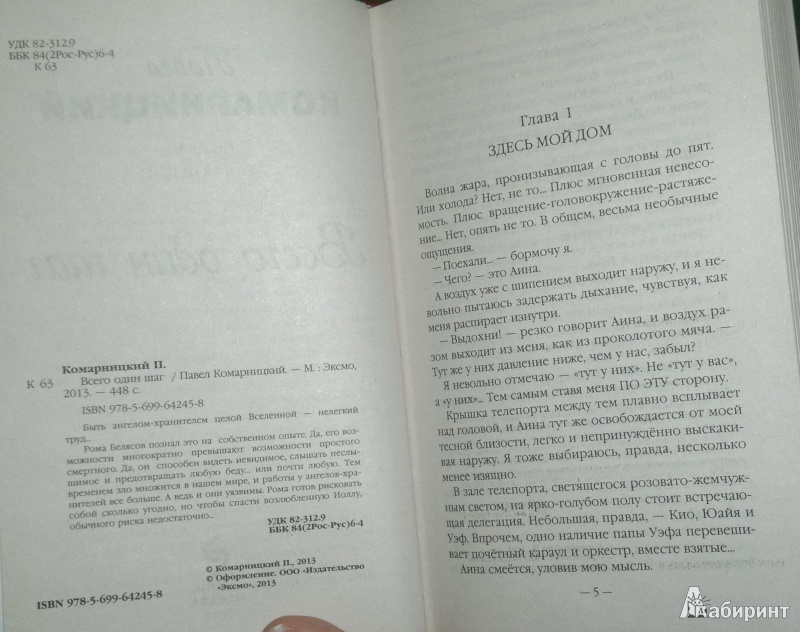 УДК 82-312.9
ББК 84(2Рос-Рус)6-4
К 63
Комарницкий П.
К 63 Всего один шаг / Павел Комарницкий. — М. : Эксмо,
2013. — 448 с.
ISBN 978-5-699-64245-8
Быть ангелом-хранителем целой Вселенной — нелегкий
труд...
Рома Белясов познал это на собственном опыте. Да, его воз-
можности многократно превышают возможности простого
смертного. Да, он способен видеть невидимое, слышать неслы-
шимое и предотвращать любую беду... или почти любую. Тем
временем зло множится в нашем мире, и работы у ангелов-хра-
нителей все больше. А ведь и они уязвимы. Рома готов рисковать
собой сколько угодно, но чтобы спасти возлюбленную Иоллу,
обычного риска недостаточно...
УДК 82-312.9
ББК 84(2Рос-Рус)6-4
© Комарницкий П., 2013
© Оформление. ООО «Издательство
«Эксмо», 2013
ISBN 978-5-699-64245-8
Глава 1
ЗДЕСЬ МОЙ ДОМ
Волна жара, пронизывающая с головы до пят.
Или холода? Нет, не то... Плюс мгновенная невесо-
мость. Плюс вращение-головокружение-растяже-
ние... Нет, опять не то. В общем, весьма необычные
ощущения.
— Поехали... — бормочу я.
— Чего? — это Аина.
А воздух уже с шипением выходит наружу, и я не-
вольно пытаюсь задержать дыхание, чувствуя, как
меня распирает изнутри.
— Выдохни! — резко говорит Аина, и воздух ра-
зом выходит из меня, как из проколотого мяча. —
Тут же у них давление ниже, чем у нас, забыл?
Я невольно отмечаю — «тут у них». Не «тут у вас»,
а «у них»... Тем самым ставя меня ПО ЭТУ сторону.
Крышка телепорта между тем плавно всплывает
над головой, и Аина тут же освобождается от моей
тесной близости, легко и непринуждённо выскаки-
вая наружу. Я тоже выбираюсь, правда, несколько
менее изящно.
В зале телепорта, светящегося розовато-жемчуж-
ным светом, на ярко-голубом полу стоит встречаю-
щая делегация. Небольшая, правда, — Кио, Юайя и
Уэф. Впрочем, одно наличие папы Уэфа перевеши-
вает почётный караул и оркестр, вместе взятые...
Аина смеётся, уловив мою мысль.
— 5 —
Лабиринт